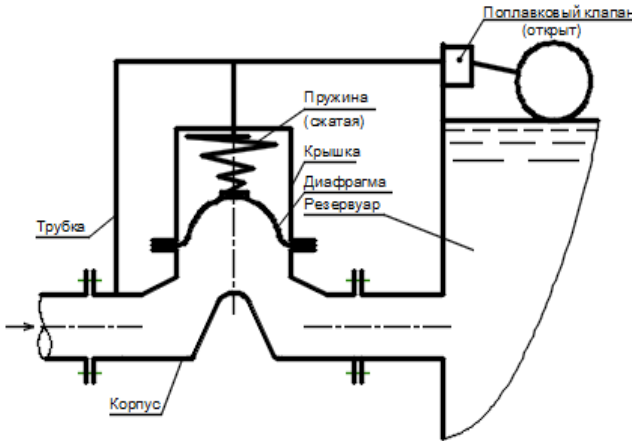 Поплавковый клапан
(открыт)
Пружина
(сжатая)
Крышка
Диафрагма
Резервуар
Трубка
Корпус